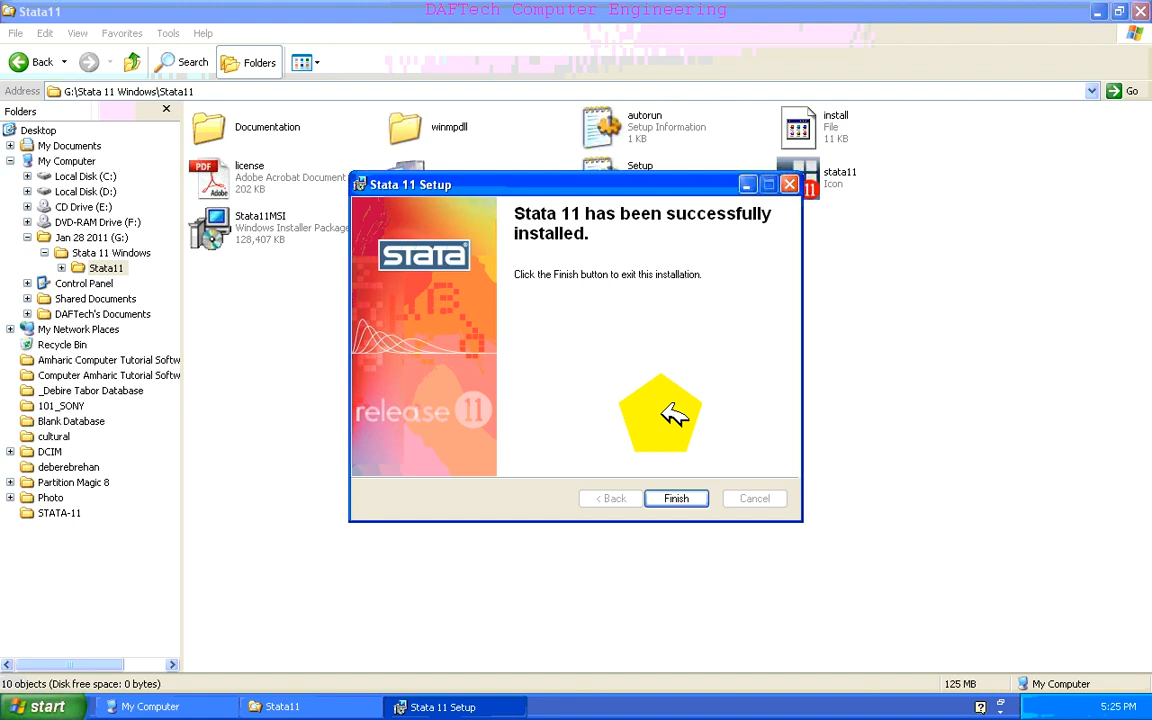 Stata11
DAFTech Computer Engineering
File Edit View Favorites Tools Help
Back Search Folders
Address G:\Stata 11 Windows\Stata11 Go
Folders
Desktop
My Documents
My Computer
Local Disk (C:)
Local Disk (D:)
CD Drive (E:)
DVD-RAM Drive (F:)
Jan 28 2011 (G:)
Stata 11 Windows
Stata11
Control Panel
Shared Documents
DAFTech's Documents
My Network Places
Recycle Bin
Amharic Computer Tutorial Softw
Computer Amharic Tutorial Softw
_Debire Tabor Database
101_SONY
Blank Database
cultural
DCIM
deberebrehan
Partition Magic 8
Photo
STATA-11
Documentation
winmpdll
autorun
Setup Information
1 KB
install
File
11 KB
license
Adobe Acrobat Document
202 KB
Setup
stata11
Icon
Stata11MSI
Windows Installer Package
128,407 KB
Stata 11 Setup
STATA
release 11
Stata 11 has been successfully
installed.
Click the Finish button to exit this installation.
< Back Finish Cancel
10 objects (Disk free space: 0 bytes) 125 MB My Computer
start My Computer Stata11 Stata 11 Setup 5:25 PM